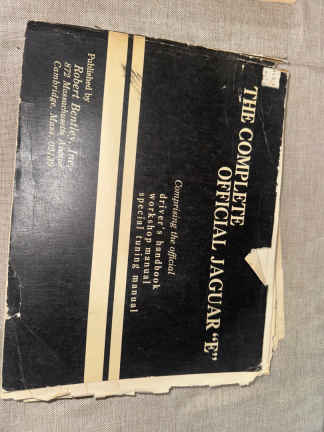 THE COMPLETE
OFFICIAL JAGUAR “E”
Comprising the official
driver's handbook
workshop manual
special tuning manual
Published by
Robert Bentley, Inc.
872 Massachusetts Avenue
Cambridge, Mass. 02139